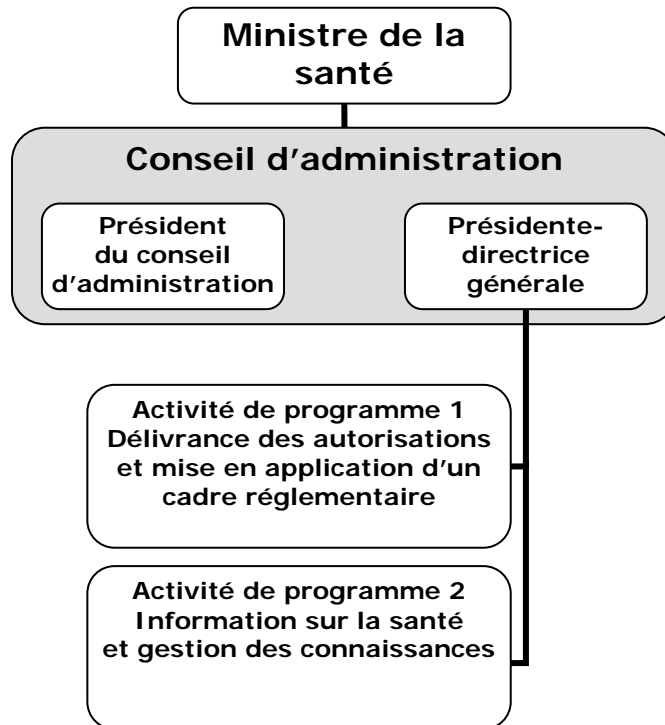 Ministre de la
santé
Conseil d'administration
Président
du conseil
d'administration
Présidente-
directrice
générale
Activité de programme 1
Délivrance des autorisations
et mise en application d'un
cadre réglementaire
Activité de programme 2
Information sur la santé
et gestion des connaissances